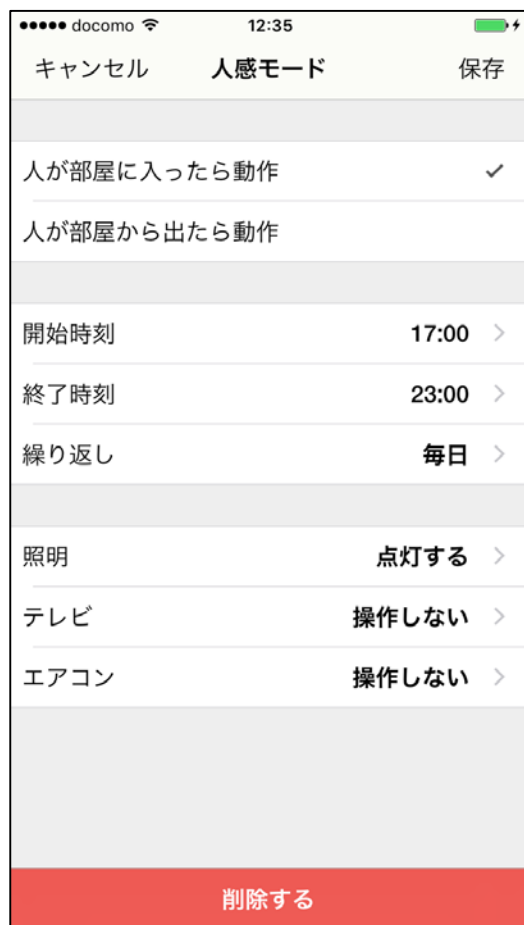 docomo 12:35
キャンセル 人感モード 保存
人が部屋に入ったら動作
人が部屋から出たら動作
開始時刻 17:00
終了時刻 23:00
繰り返し 毎日
照明 点灯する
テレビ 操作しない
エアコン 操作しない
削除する